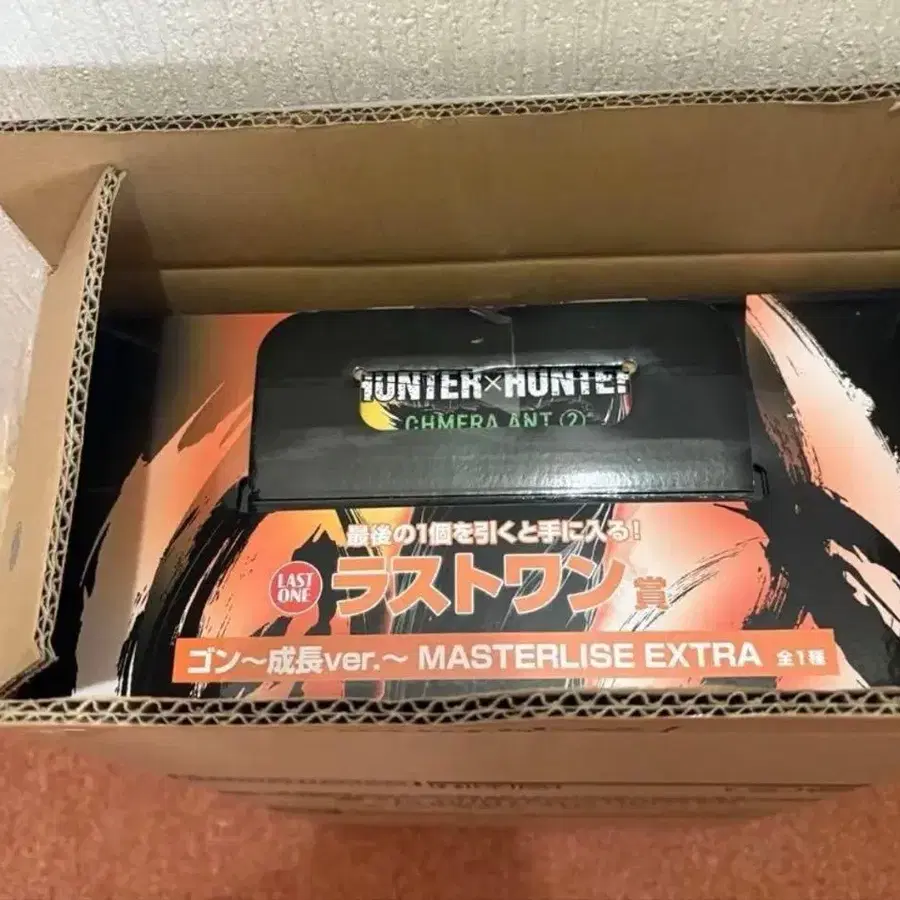 HUNTER×HUNTER
CHMERA ANT ②
最後の1個を引くと手に入る!
LAST
ONE
ラストワン賞
ゴン〜成長ver.〜 MASTERLISE EXTRA 全1種